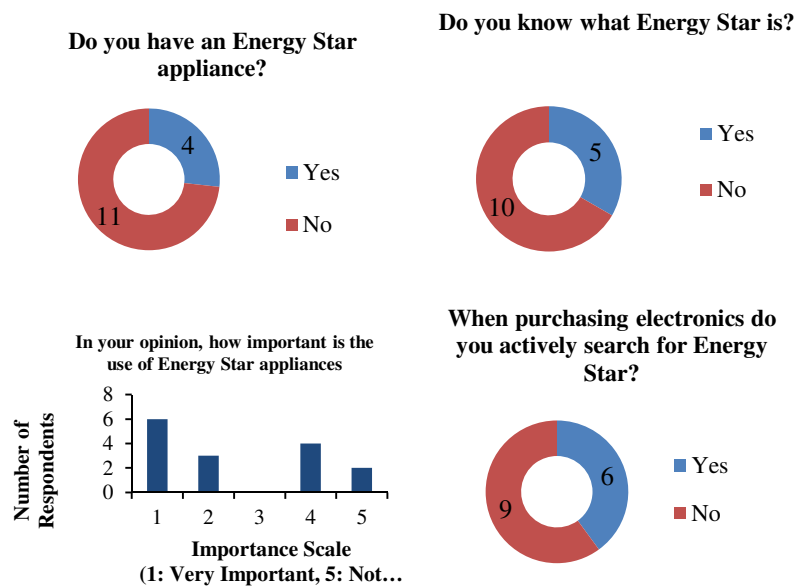 Do you have an Energy Star
appliance?
4
11
Yes
No
Do you know what Energy Star is?
5
10
Yes
No
In your opinion, how important is the
use of Energy Star appliances
Number of
Respondents
8
6
4
2
0
1 2 3 4 5
Importance Scale
(1: Very Important, 5: Not…
When purchasing electronics do
you actively search for Energy
Star?
6
9
Yes
No